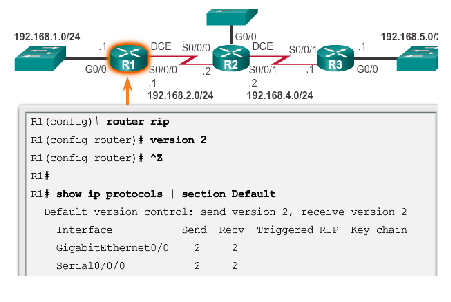 G0/0
192.168.1.0/24
DCE
S0/0/0
DCE
S0/0/1
192.168.5.0/
.1
R1
R2
R3
.1
G0/0
S0/0/0
.2
S0/0/1
.1
G0/0
.1
.2
192.168.2.0/24
192.168.4.0/24
R1(config)# router rip
R1(config router)# version 2
R1(config router)# ^Z
R1#
R1# show ip protocols | section Default
Default version control: send version 2, receive version 2
Interface Send Recv Triggered RIP Key chain
GigabitEthernet0/0 2 2
Serial0/0/0 2 2